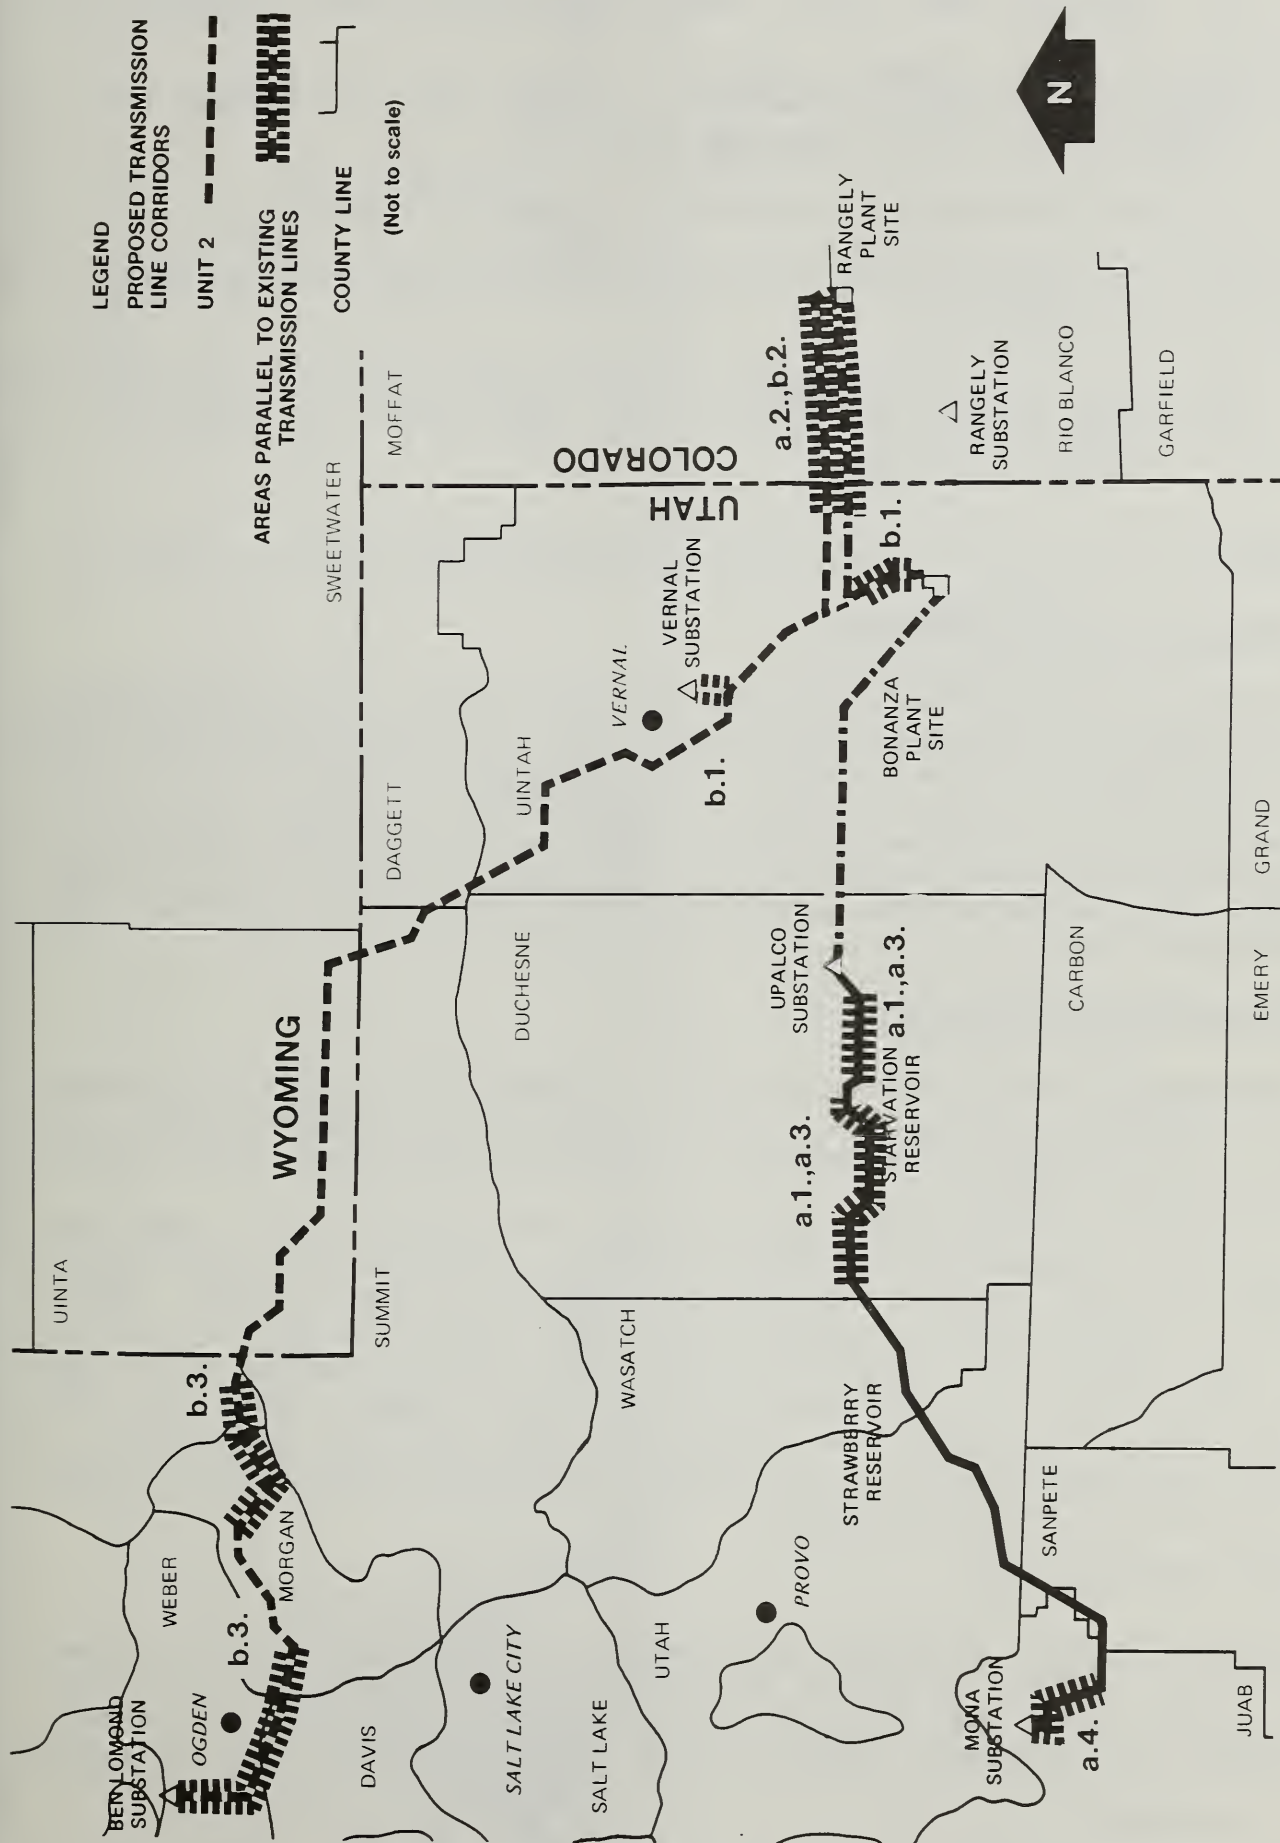 LEGEND
PROPOSED TRANSMISSION
LINE CORRIDORS
UNIT 2
AREAS PARALLEL TO EXISTING
TRANSMISSION LINES
COUNTY LINE
(Not to scale)
N
UINTA
WYOMING
SWEETWATER
SUMMIT
DAGGETT
MOFFAT
b.3.
WEBER
MORGAN
b.3.
BEN LOMOND
SUBSTATION
OGDEN
DAVIS
SALT LAKE CITY
SALT LAKE
UTAH
PROVO
WASATCH
DUCHESNE
UINTAH
VERNAL
VERNAL
SUBSTATION
b.1.
UTAH
COLORADO
a.2.,b.2.
RANGELY
PLANT
SITE
b.1.
BONANZA
PLANT
SITE
RANGELY
SUBSTATION
RIO BLANCO
GARFIELD
UPALCO
SUBSTATION
a.1.,a.3.
STARVATION
RESERVOIR
a.1.,a.3.
STRAWBERRY
RESERVOIR
CARBON
SANPETE
MONA
SUBSTATION
a.4.
JUAB
EMERY
GRAND